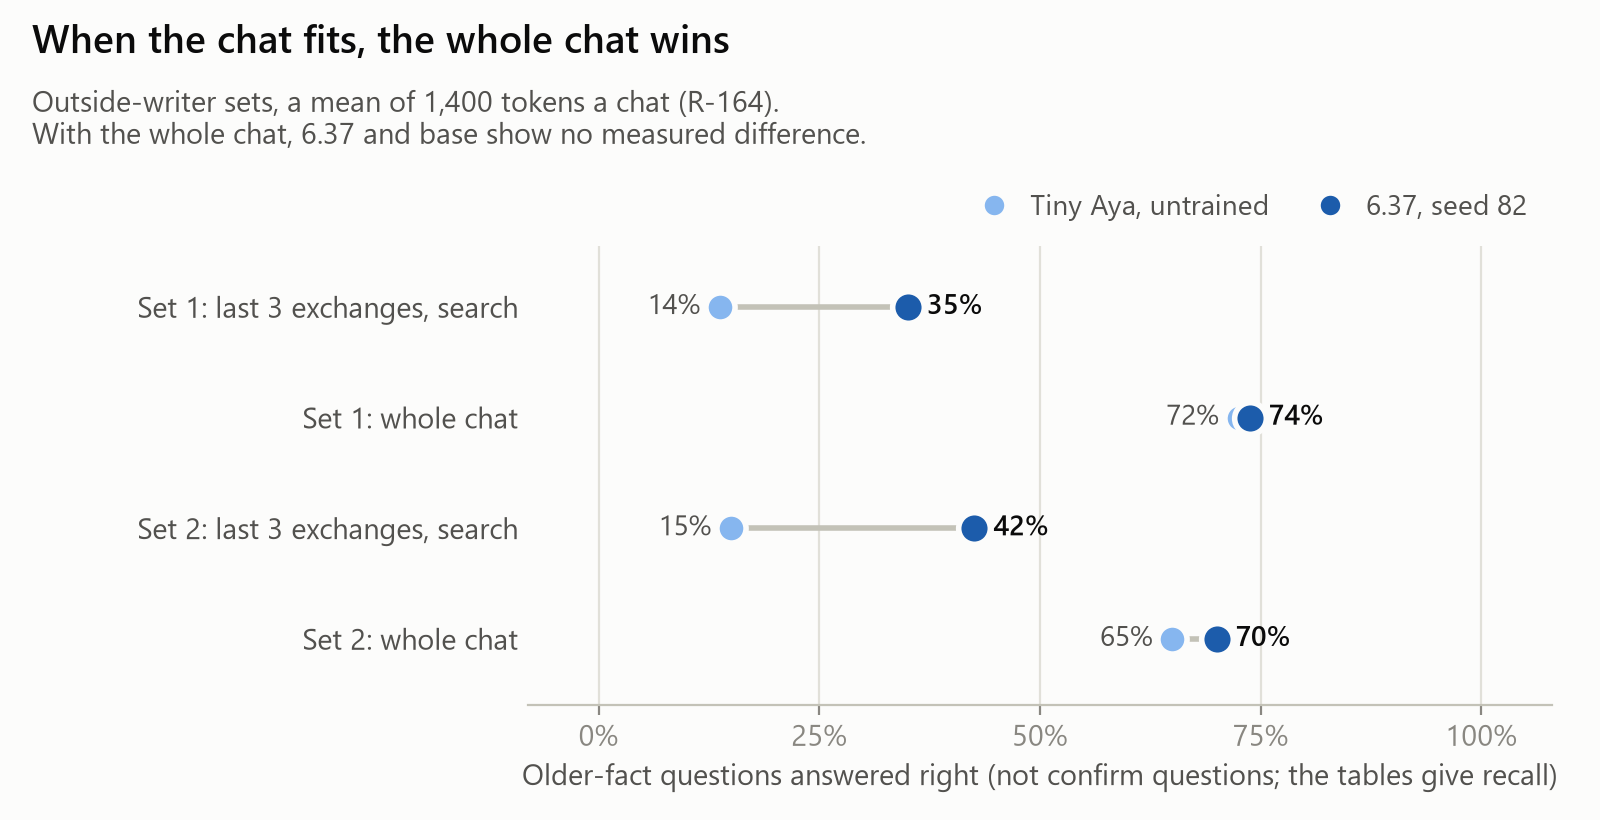 When the chat fits, the whole chat wins
Outside-writer sets, a mean of 1,400 tokens a chat (R-164).
With the whole chat, 6.37 and base show no measured difference.
Tiny Aya, untrained
6.37, seed 82
Set 1: last 3 exchanges, search
14%
35%
Set 1: whole chat
72%
74%
Set 2: last 3 exchanges, search
15%
42%
Set 2: whole chat
65%
70%
0%
25%
50%
75%
100%
Older-fact questions answered right (not confirm questions; the tables give recall)